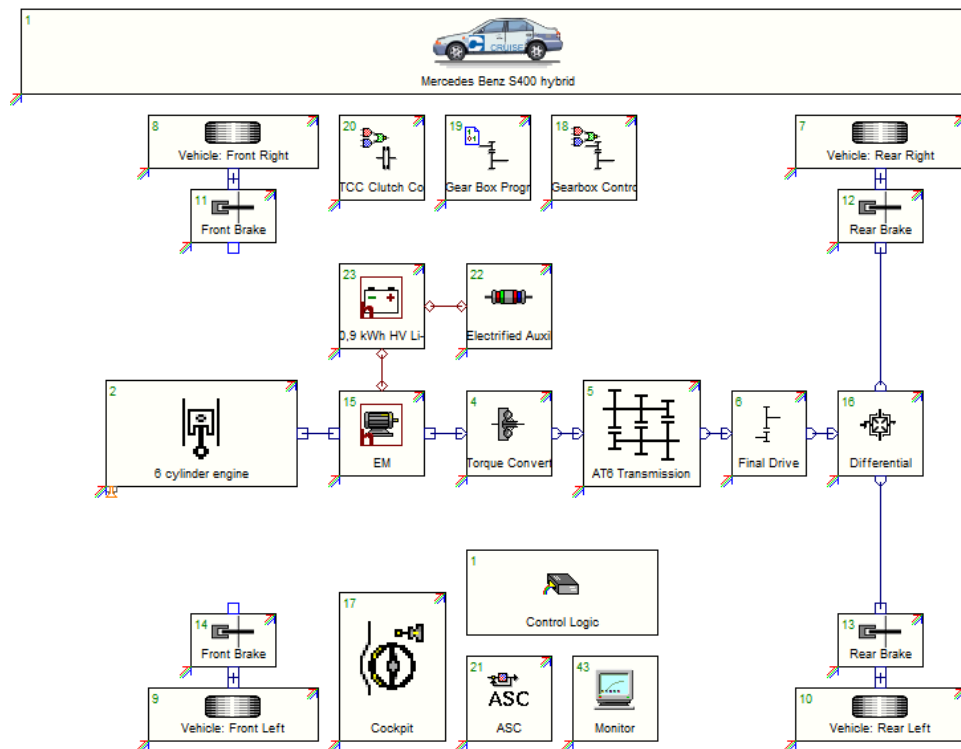 1
CRUISE
Mercedes Benz S400 hybrid
8
Vehicle: Front Right
20
TCC Clutch Co
19
Gear Box Progr
18
Gearbox Contro
7
Vehicle: Rear Right
11
Front Brake
12
Rear Brake
23
0,9 kWh HV Li-
22
Electrified Auxil
2
6 cylinder engine
15
EM
4
Torque Convert
5
AT6 Transmission
6
Final Drive
16
Differential
1
Control Logic
14
Front Brake
17
Cockpit
13
Rear Brake
21
ASC
ASC
43
Monitor
9
Vehicle: Front Left
10
Vehicle: Rear Left